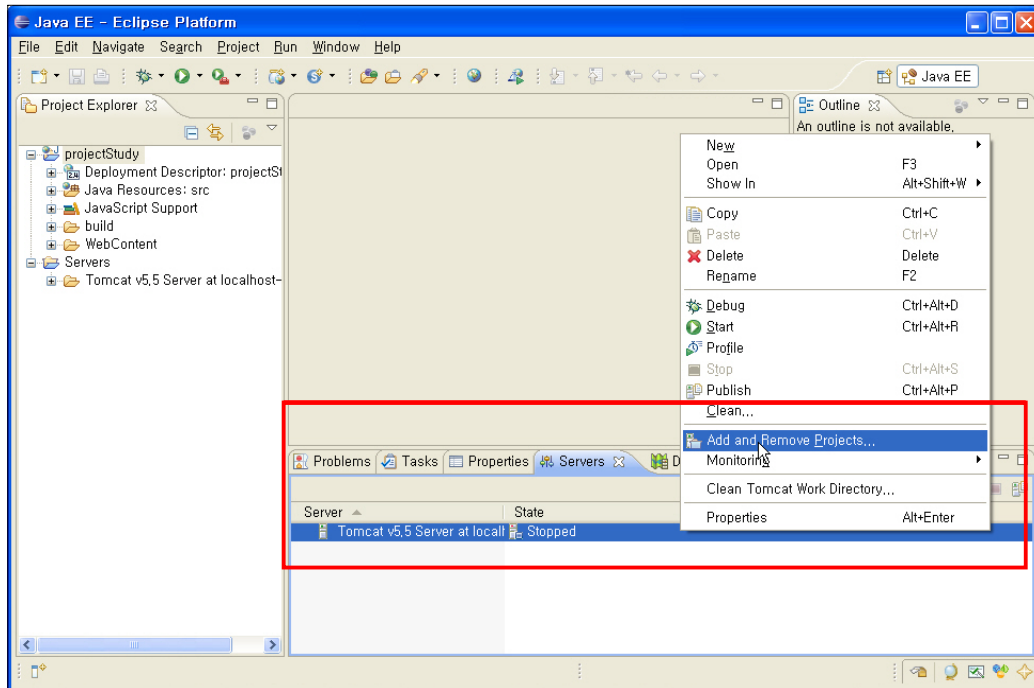 Java EE - Eclipse Platform
File Edit Navigate Search Project Run Window Help
Java EE
Project Explorer
Outline
An outline is not available.
projectStudy
Deployment Descriptor: projectSt
Java Resources: src
JavaScript Support
build
WebContent
Servers
Tomcat v5.5 Server at localhost-
New
Open F3
Show In Alt+Shift+W
Copy Ctrl+C
Paste Ctrl+V
Delete Delete
Rename F2
Debug Ctrl+Alt+D
Start Ctrl+Alt+R
Profile
Stop Ctrl+Alt+S
Publish Ctrl+Alt+P
Clean...
Add and Remove Projects...
Monitoring
Clean Tomcat Work Directory...
Properties Alt+Enter
Problems Tasks Properties Servers D
Server State
Tomcat v5.5 Server at localh Stopped